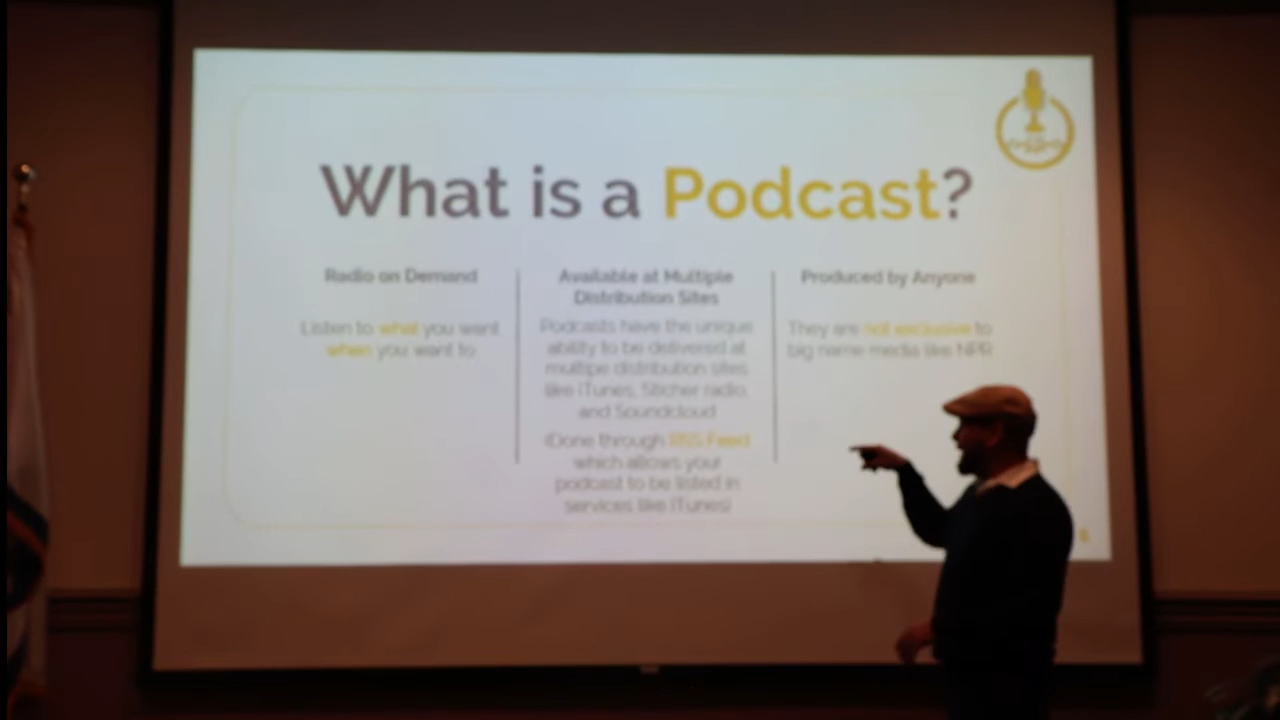 What is a Podcast?
Radio on Demand
Listen to what you want
when you want to
Available at Multiple
Distribution Sites
Podcasts have the unique
ability to be delivered at
multipe distribution sites
like iTunes, Sticher radio,
and Soundcloud
(Done through RSS Feed
which allows your
podcast to be listed in
services like iTunes)
Produced by Anyone
They are not exclusive to
big name media like NPR